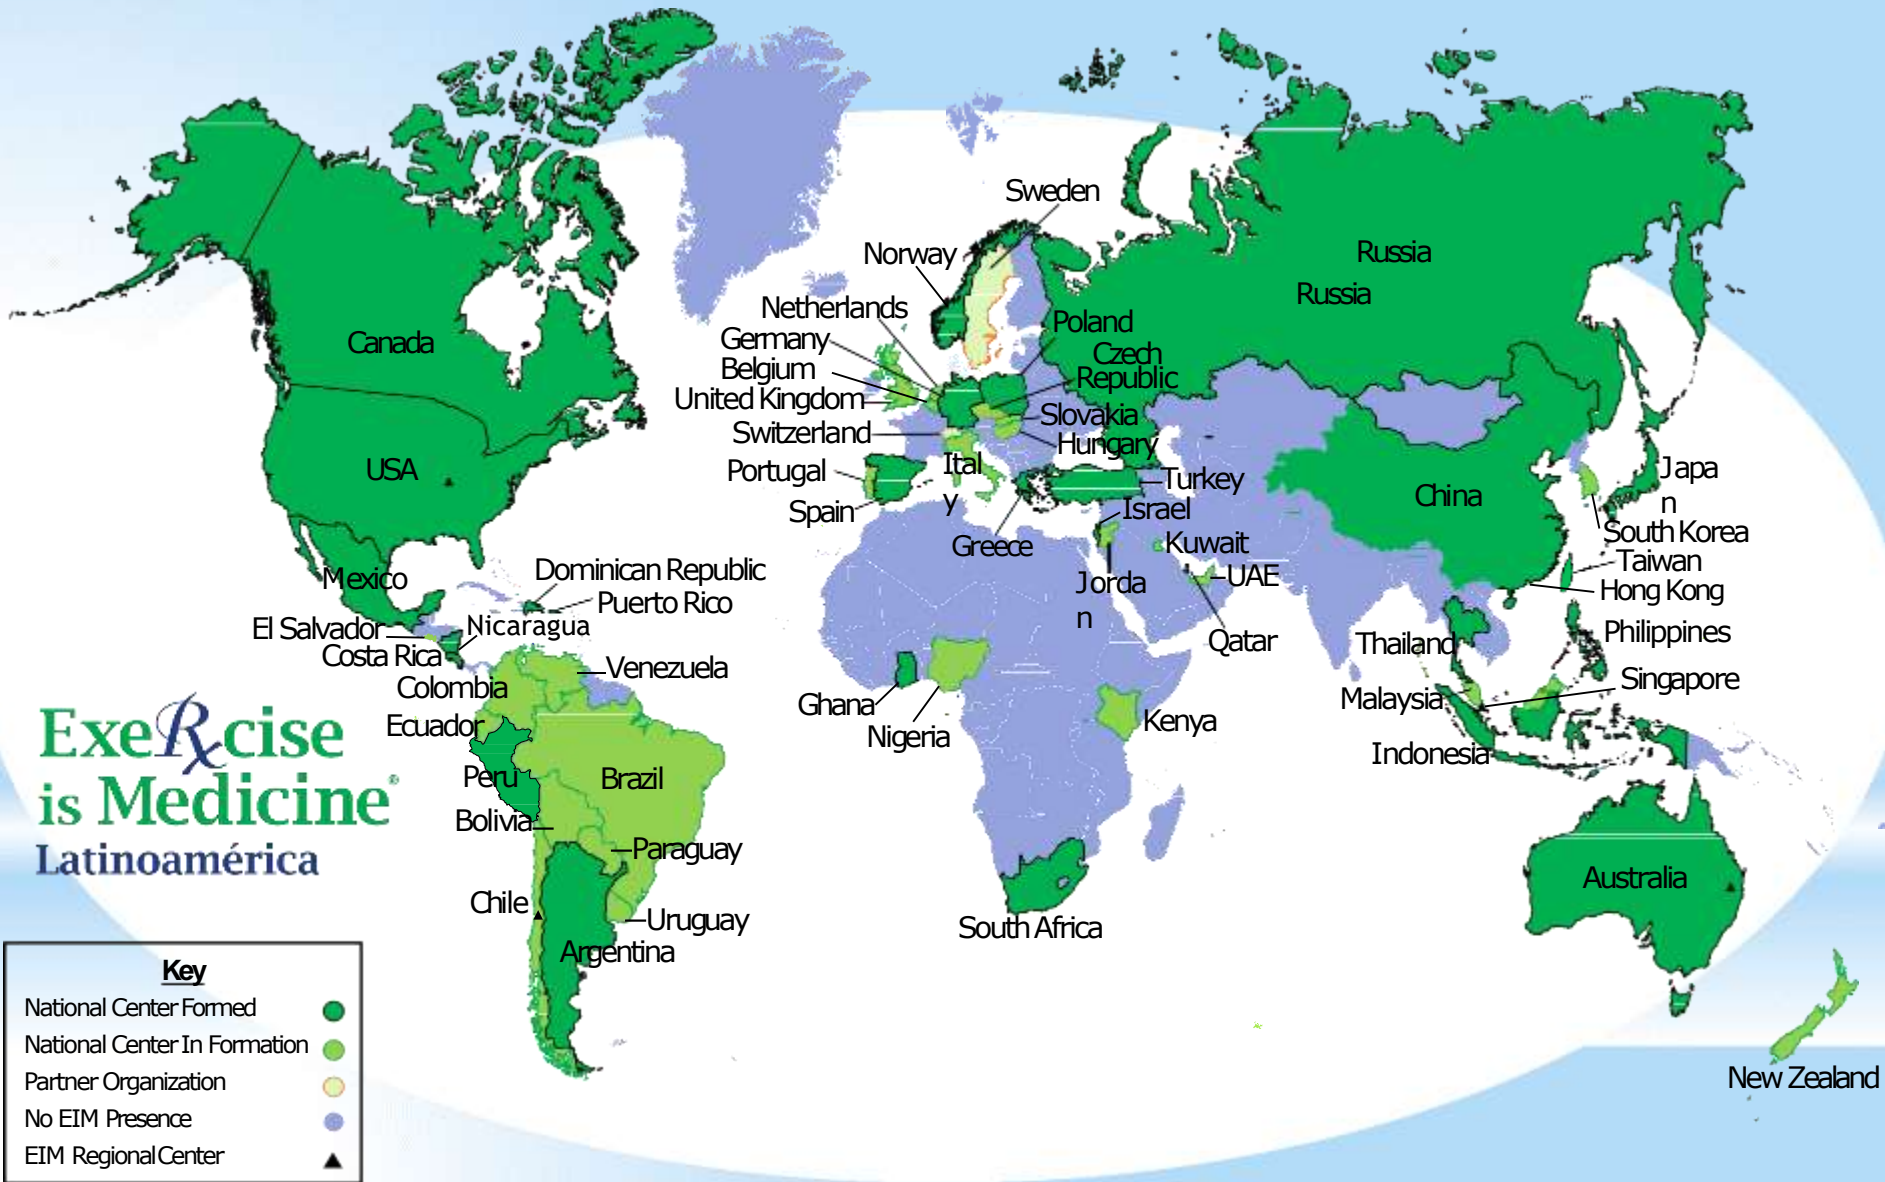 Sweden
Norway
Russia
Russia
Netherlands
Poland
Canada
Germany
Czech
Belgium
Republic
United Kingdom
Slovakia
Switzerland
Hungary
USA
Portugal
Ital
y
Turkey
Japa
n
China
Spain
Israel
South Korea
Greece
Kuwait
Taiwan
Mexico
Dominican Republic
Jorda
n
UAE
Hong Kong
Puerto Rico
El Salvador
Nicaragua
Costa Rica
Qatar
Thailand
Philippines
Venezuela
Colombia
Singapore
Malaysia
Ghana
Ecuador
Nigeria
Kenya
Indonesia
Peru
Brazil
ExeRxcise
is Medicine®
Latinoamérica
Bolivia
Paraguay
Australia
Chile
Uruguay
South Africa
Argentina
Key
National Center Formed
National Center In Formation
Partner Organization
No EIM Presence
EIM Regional Center
New Zealand